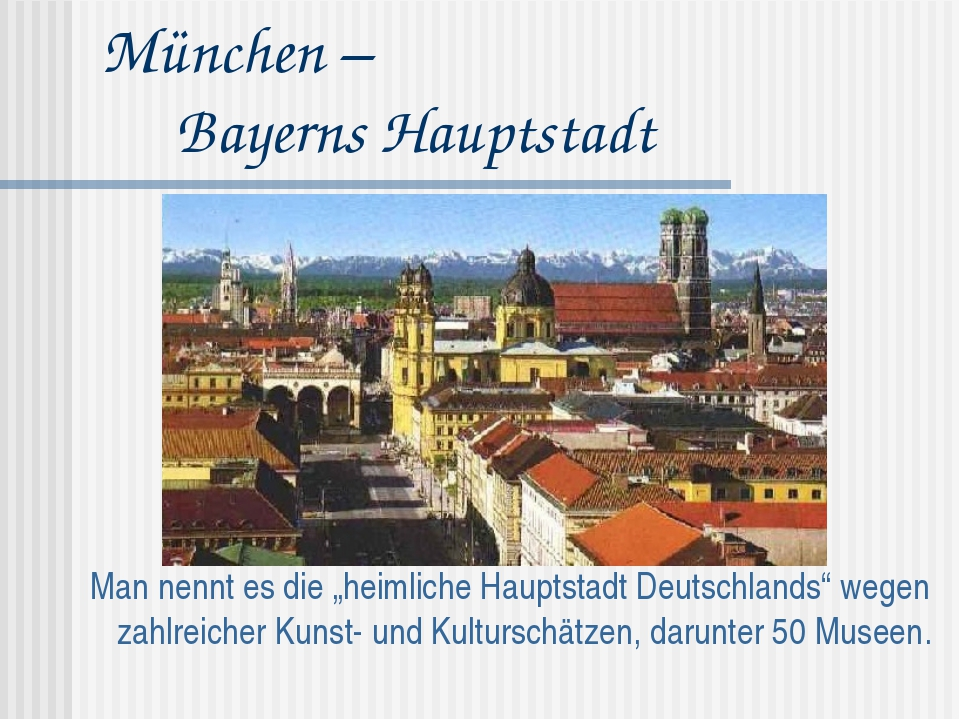 München –
Bayerns Hauptstadt
Man nennt es die „heimliche Hauptstadt Deutschlands“ wegen
zahlreicher Kunst- und Kulturschätzen, darunter 50 Museen.